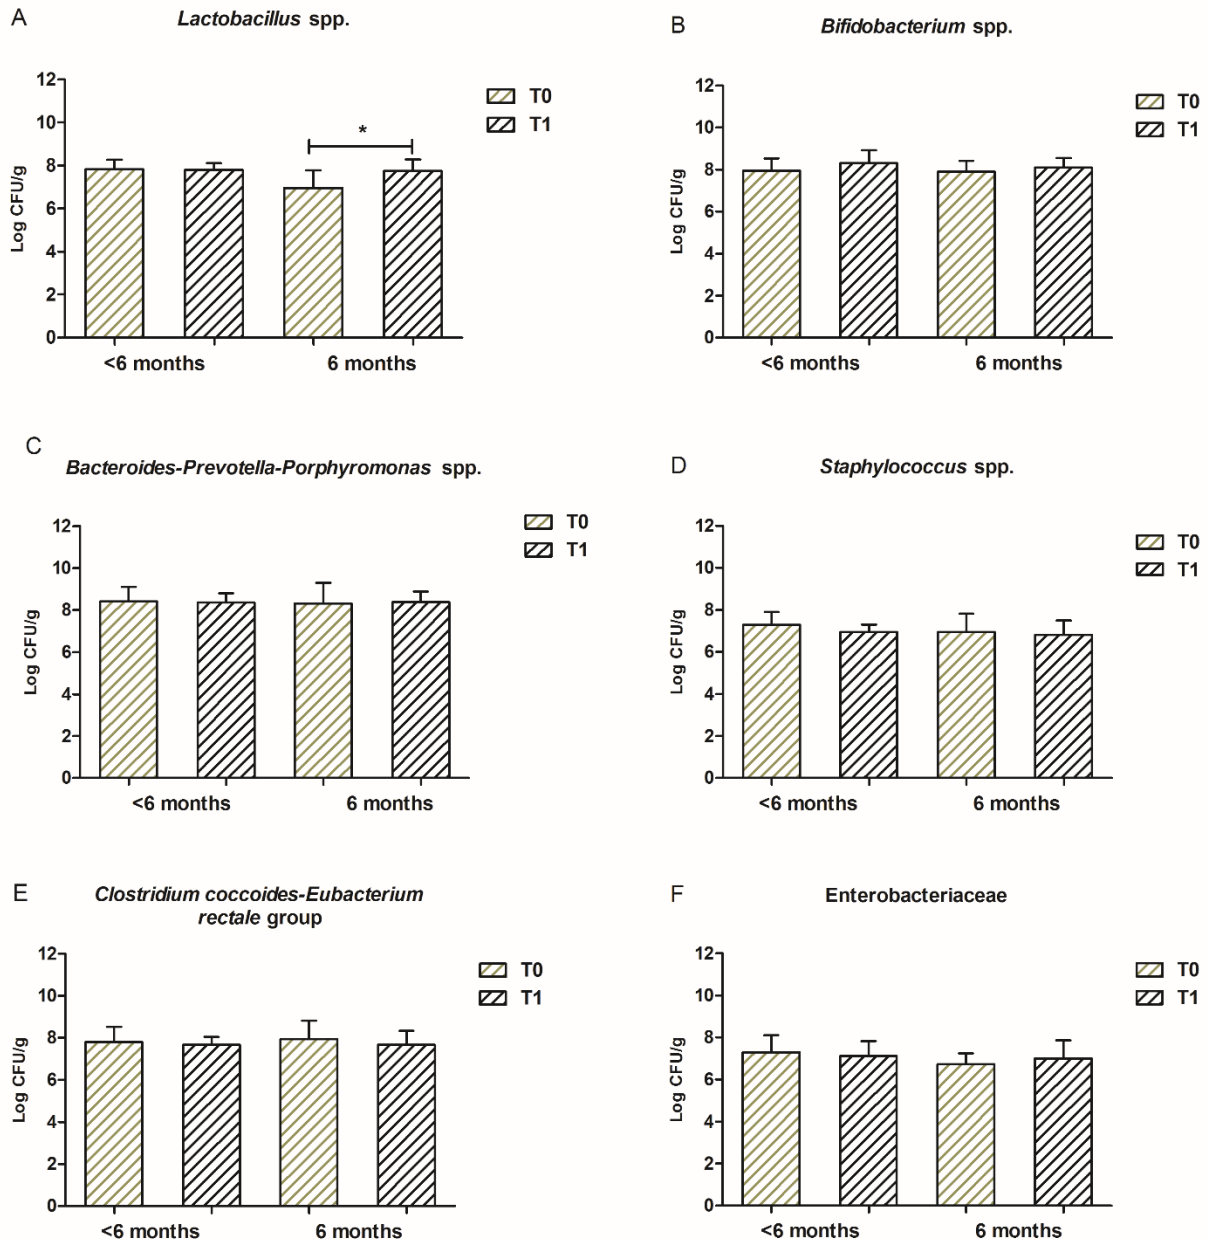 A
Lactobacillus spp.
12
10
8
6
4
2
0
Log CFU/g
T0
T1
*
<6 months
6 months
B
Bifidobacterium spp.
12
10
8
6
4
2
0
Log CFU/g
T0
T1
<6 months
6 months
C
Bacteroides-Prevotella-Porphyromonas spp.
12
10
8
6
4
2
0
Log CFU/g
T0
T1
<6 months
6 months
D
Staphylococcus spp.
12
10
8
6
4
2
0
Log CFU/g
T0
T1
<6 months
6 months
E
Clostridium coccoides-Eubacterium
rectale group
12
10
8
6
4
2
0
Log CFU/g
T0
T1
<6 months
6 months
F
Enterobacteriaceae
12
10
8
6
4
2
0
Log CFU/g
T0
T1
<6 months
6 months